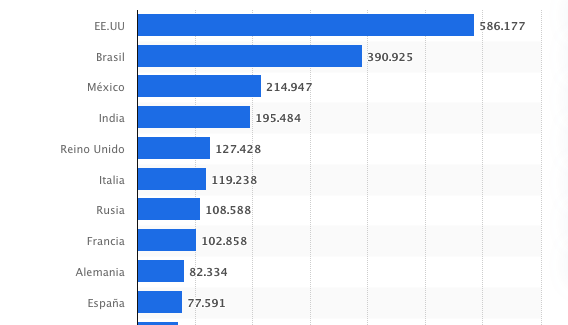 EE.UU 586.177
Brasil 390.925
México 214.947
India 195.484
Reino Unido 127.428
Italia 119.238
Rusia 108.588
Francia 102.858
Alemania 82.334
España 77.591